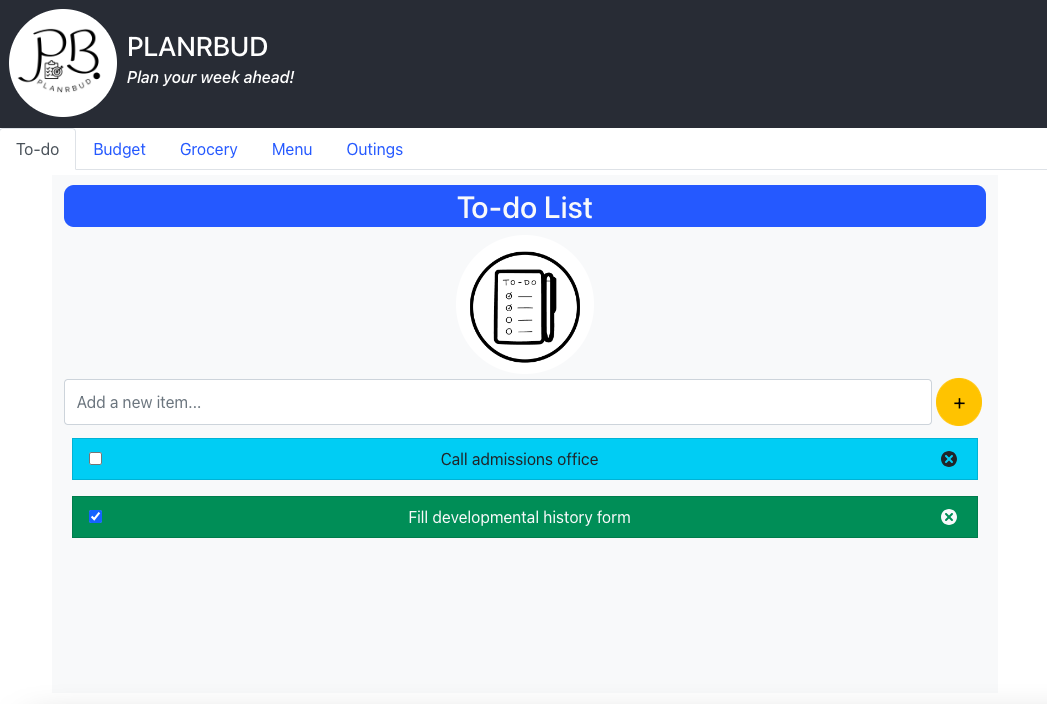 PB.
PLANRBUD
PLANRBUD
Plan your week ahead!
To-do
Budget
Grocery
Menu
Outings
To-do List
TO-DO
Add a new item...
+
Call admissions office
Fill developmental history form